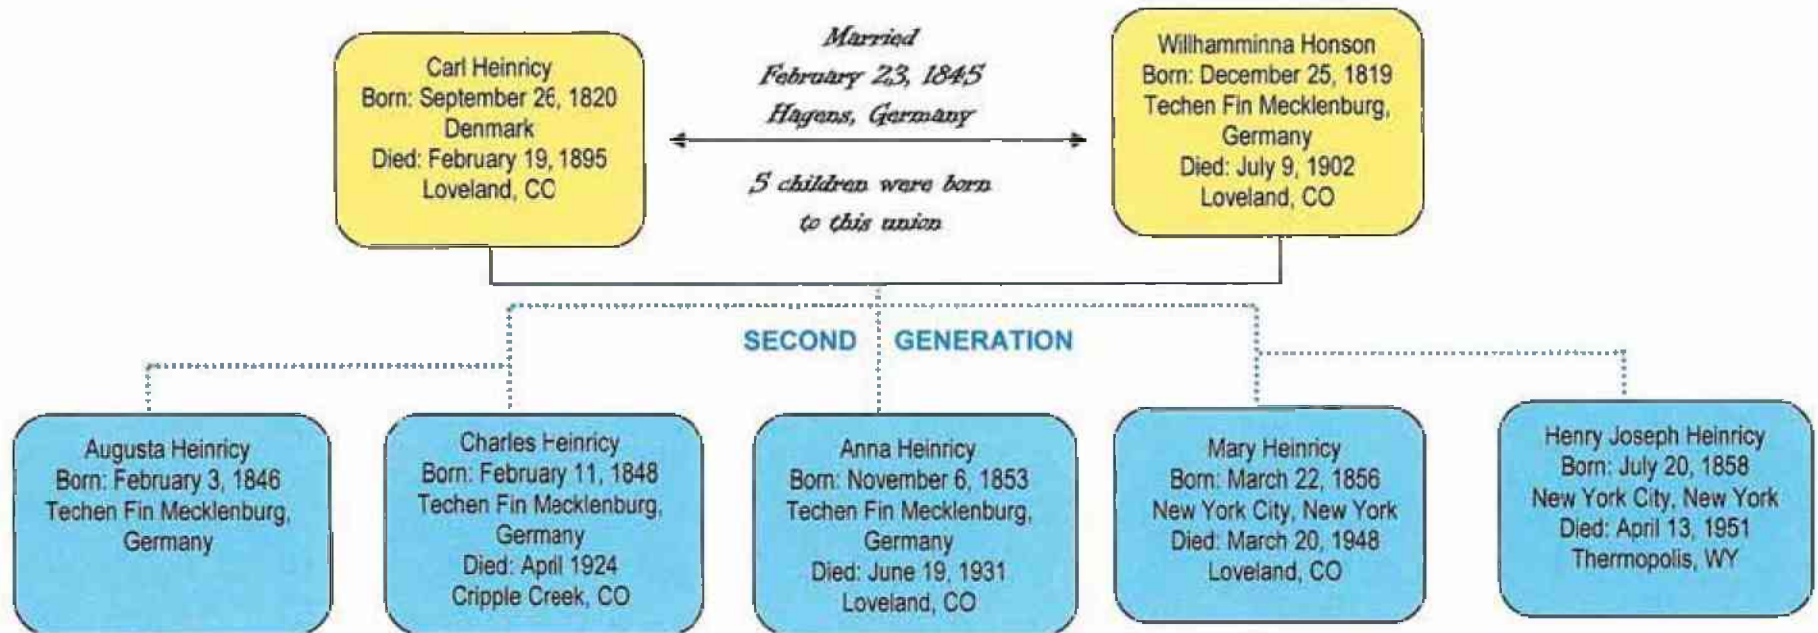 Carl Heinricy
Born: September 26, 1820
Denmark
Died: February 19, 1895
Loveland, CO
Married
February 23, 1845
Hagens, Germany
5 children were born
to this union
Willhamminna Honson
Born: December 25, 1819
Techen Fin Mecklenburg,
Germany
Died: July 9, 1902
Loveland, CO
SECOND GENERATION
Augusta Heinricy
Born: February 3, 1846
Techen Fin Mecklenburg,
Germany
Charles Heinricy
Born: February 11, 1848
Techen Fin Mecklenburg,
Germany
Died: April 1924
Cripple Creek, CO
Anna Heinricy
Born: November 6, 1853
Techen Fin Mecklenburg,
Germany
Died: June 19, 1931
Loveland, CO
Mary Heinricy
Born: March 22, 1856
New York City, New York
Died: March 20, 1948
Loveland, CO
Henry Joseph Heinricy
Born: July 20, 1858
New York City, New York
Died: April 13, 1951
Thermopolis, WY